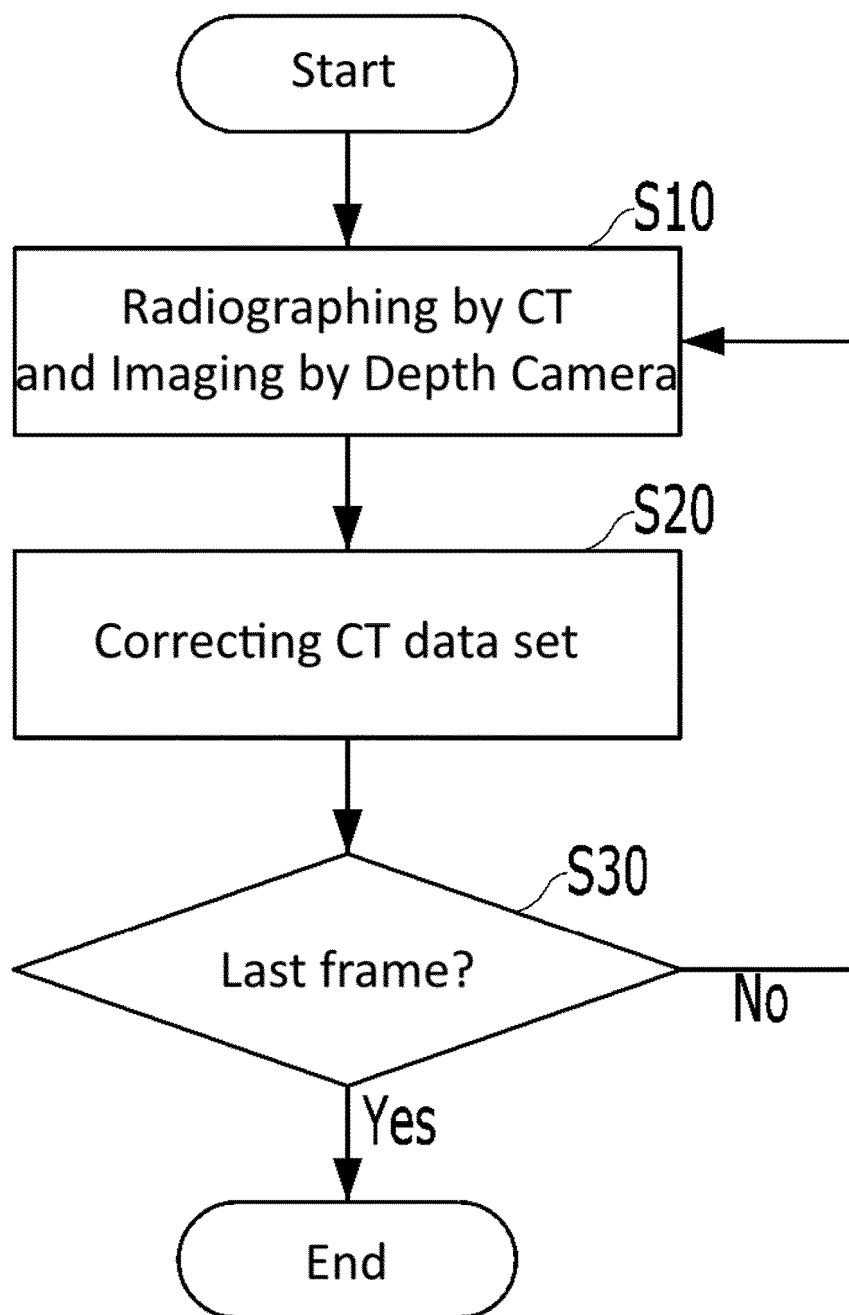 Start
S10
Radiographing by CT
and Imaging by Depth Camera
S20
Correcting CT data set
S30
Last frame?
No
Yes
End